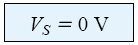 V_S = 0 V